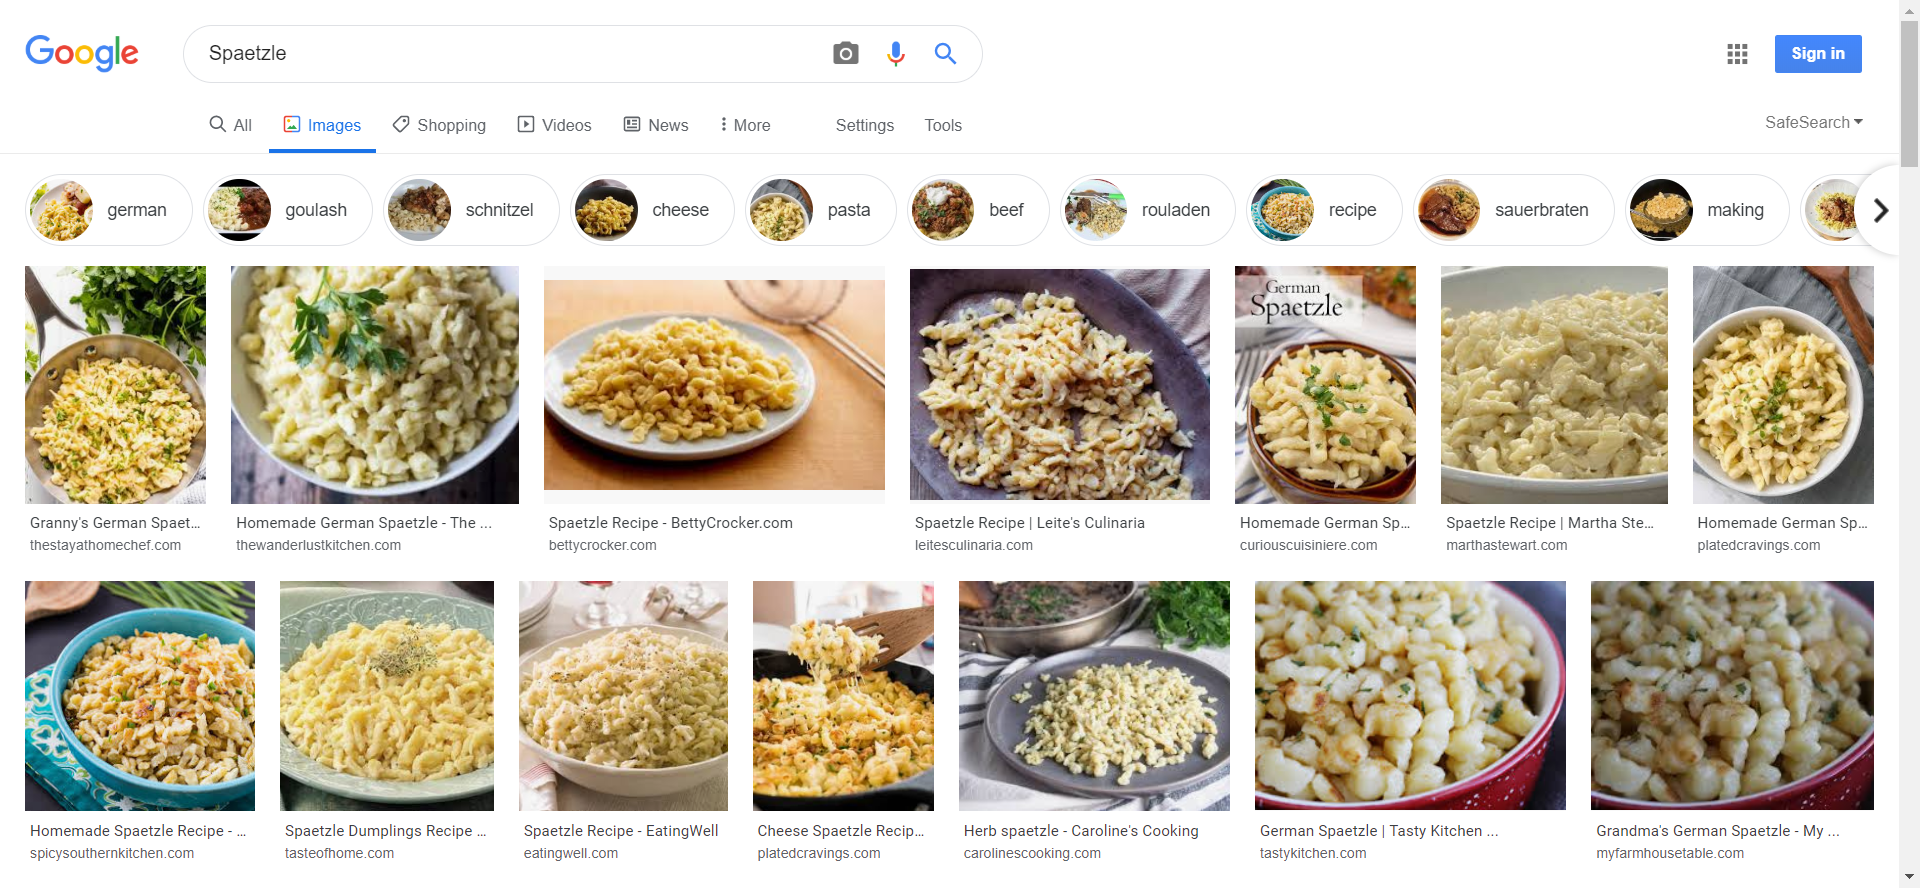 Google
Spaetzle
Sign in
All
Images
Shopping
Videos
News
More
Settings
Tools
SafeSearch
german
goulash
schnitzel
cheese
pasta
beef
rouladen
recipe
sauerbraten
making
German
Spaetzle
Granny's German Spaet...
thestayathomechef.com
Homemade German Spaetzle - The ...
thewanderlustkitchen.com
Spaetzle Recipe - BettyCrocker.com
bettycrocker.com
Spaetzle Recipe | Leite's Culinaria
leitesculinaria.com
Homemade German Sp...
curiouscuisiniere.com
Spaetzle Recipe | Martha Ste...
marthastewart.com
Homemade German Sp...
platedcravings.com
Homemade Spaetzle Recipe - ...
spicysouthernkitchen.com
Spaetzle Dumplings Recipe ...
tasteofhome.com
Spaetzle Recipe - EatingWell
eatingwell.com
Cheese Spaetzle Recip...
platedcravings.com
Herb spaetzle - Caroline's Cooking
carolinescooking.com
German Spaetzle | Tasty Kitchen ...
tastykitchen.com
Grandma's German Spaetzle - My ...
myfarmhousetable.com